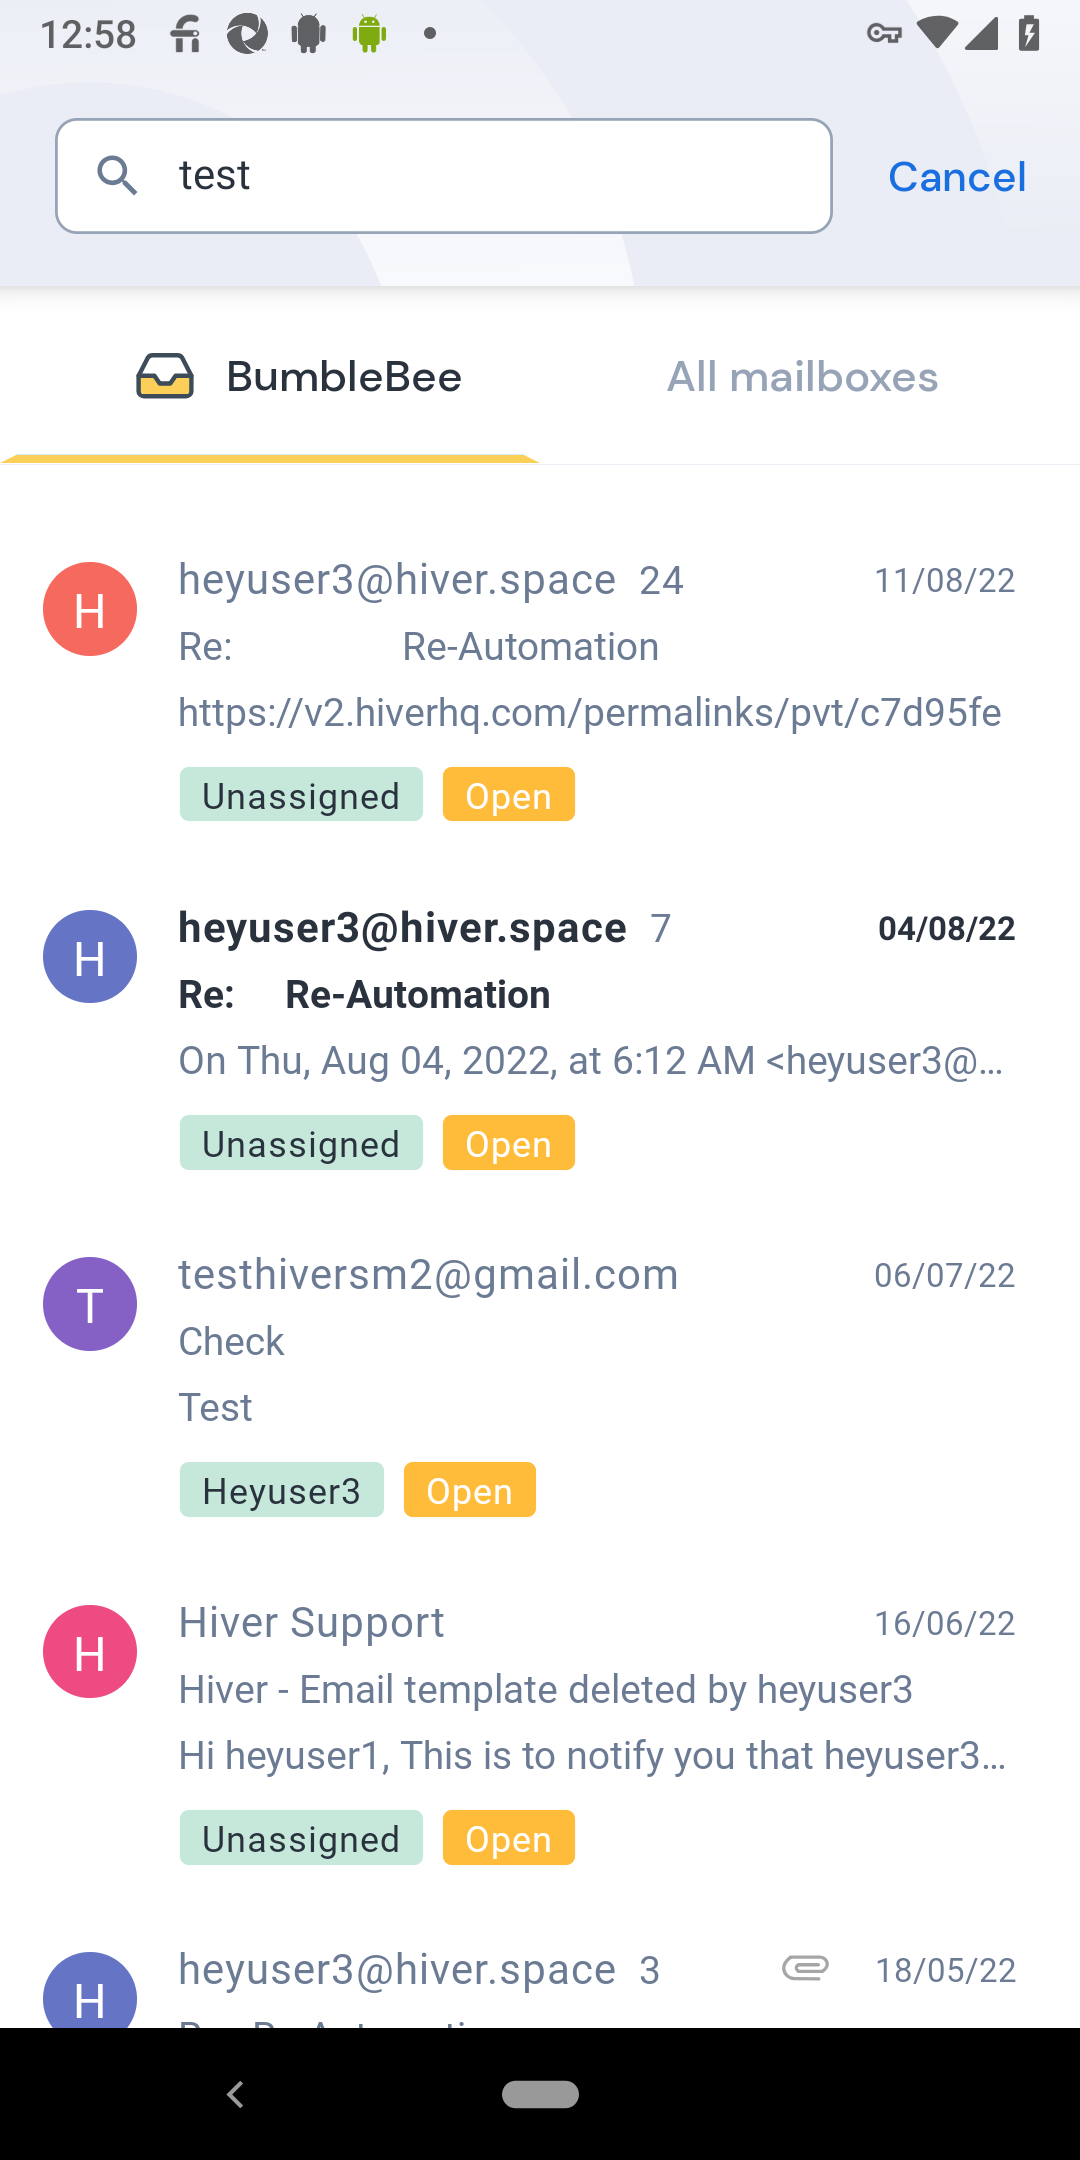 12:58
test
Cancel
BumbleBee
All mailboxes
H
heyuser3@hiver.space 24
11/08/22
Re: Re-Automation
https://v2.hiverhq.com/permalinks/pvt/c7d95fe
Unassigned
Open
H
heyuser3@hiver.space 7
04/08/22
Re: Re-Automation
On Thu, Aug 04, 2022, at 6:12 AM <heyuser3@...
Unassigned
Open
T
testhiversm2@gmail.com
06/07/22
Check
Test
Heyuser3
Open
H
Hiver Support
16/06/22
Hiver - Email template deleted by heyuser3
Hi heyuser1, This is to notify you that heyuser3...
Unassigned
Open
H
heyuser3@hiver.space 3
18/05/22